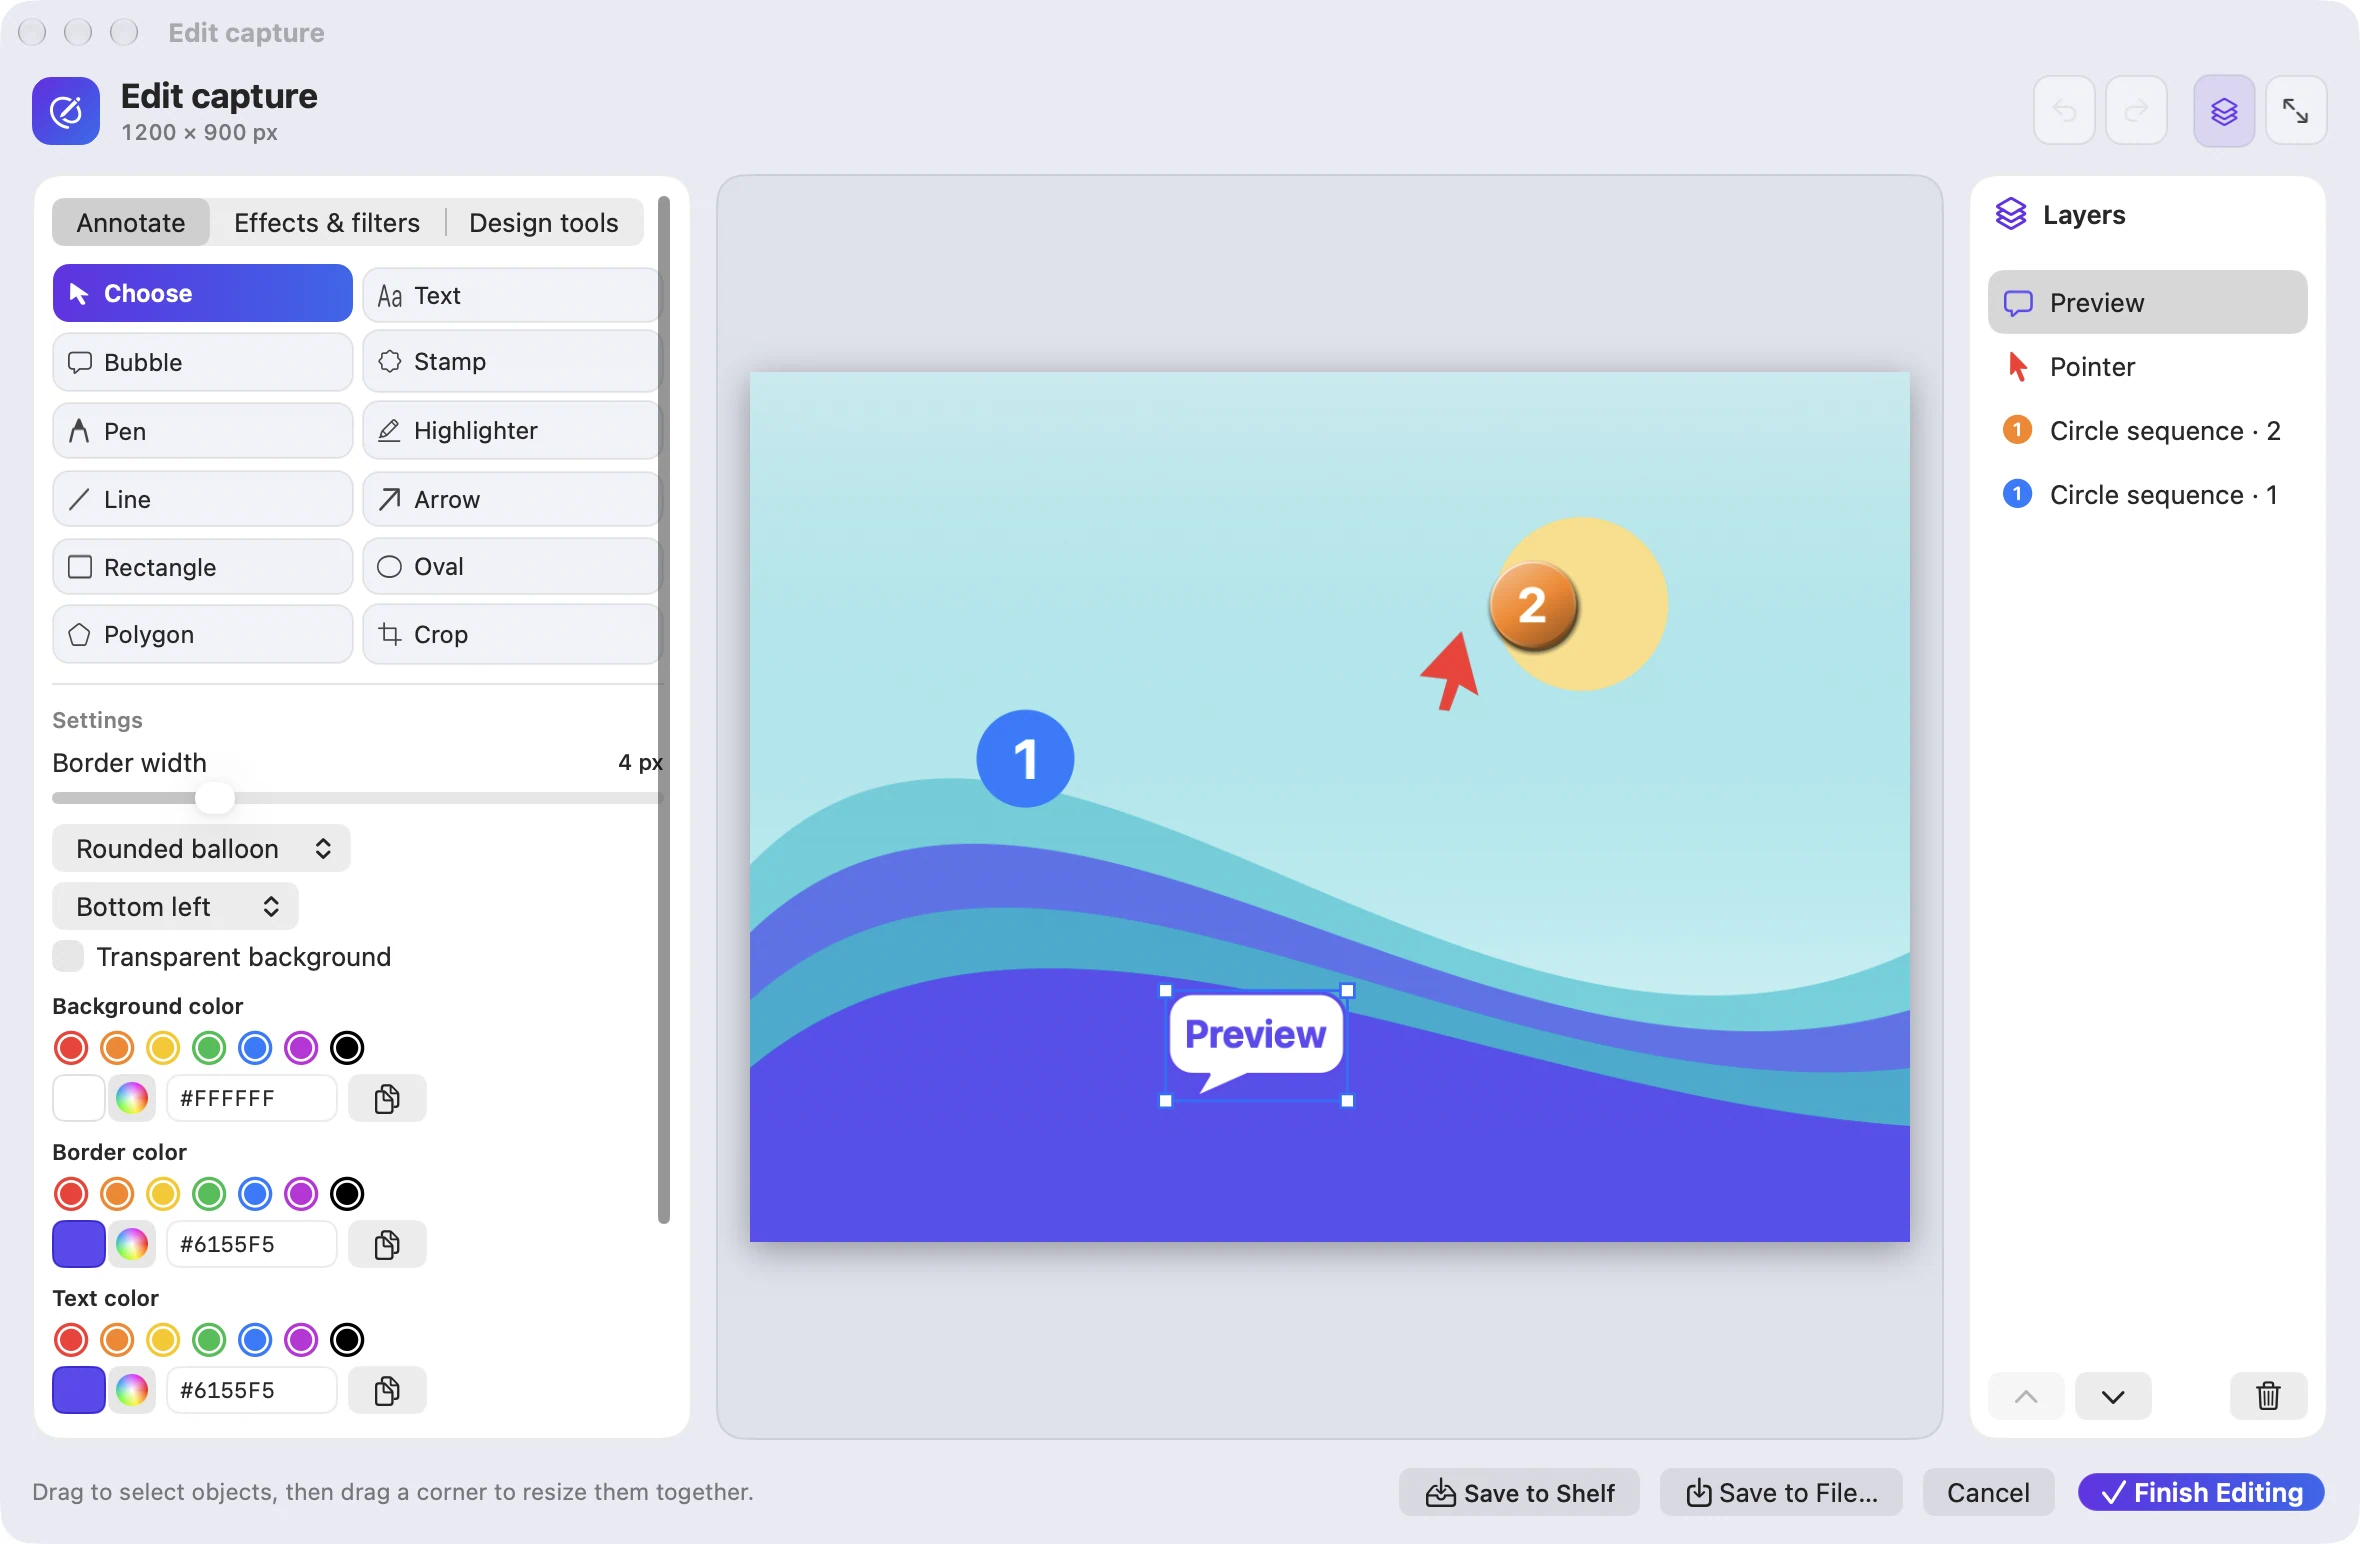 Edit capture
Edit capture
1200 × 900 px
Annotate
Effects & filters
Design tools
Choose
Aa Text
Bubble
Stamp
Pen
Highlighter
Line
Arrow
Rectangle
Oval
Polygon
Crop
Settings
Border width
4 px
Rounded balloon
Bottom left
Transparent background
Background color
#FFFFFF
Border color
#6155F5
Text color
#6155F5
2
1
Preview
Layers
Preview
Pointer
1 Circle sequence · 2
1 Circle sequence · 1
Drag to select objects, then drag a corner to resize them together.
Save to Shelf
Save to File...
Cancel
Finish Editing